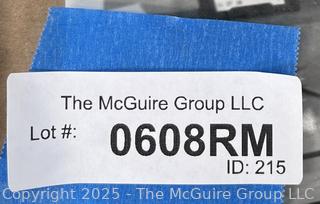 The McGuire Group LLC
Lot #: 0608RM
ID: 215
Copyright 2025 - The McGuire Group LLC